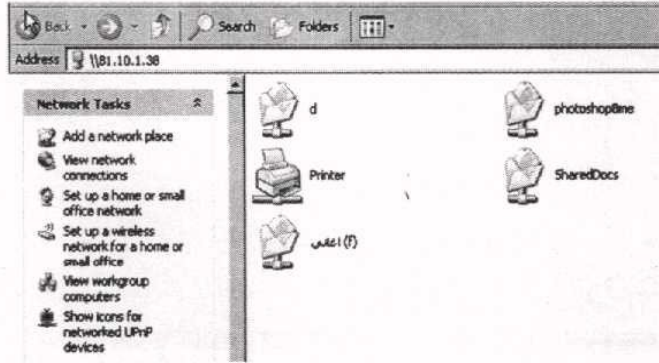 Back Search Folders
Address \\81.10.1.38
Network Tasks
Add a network place
View network
connections
Set up a home or small
office network
Set up a wireless
network for a home or
small office
View workgroup
computers
Show icons for
networked UPnP
devices
d
photoshop8me
Printer
SharedDocs
اغانى (f)